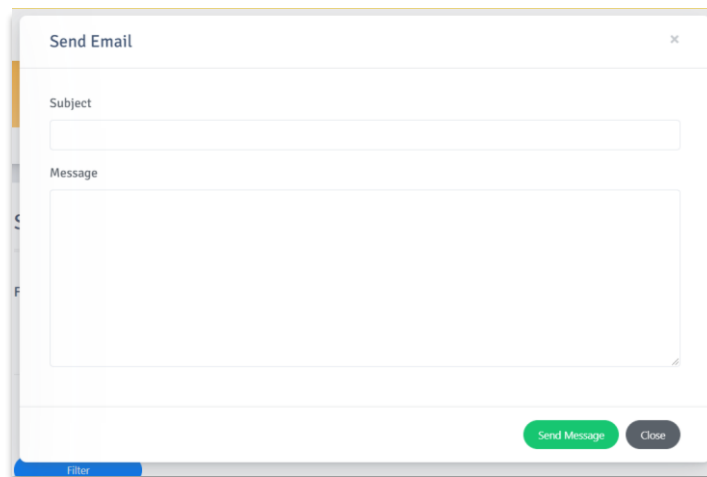 Send Email
×
Subject
Message
Send Message Close
Filter